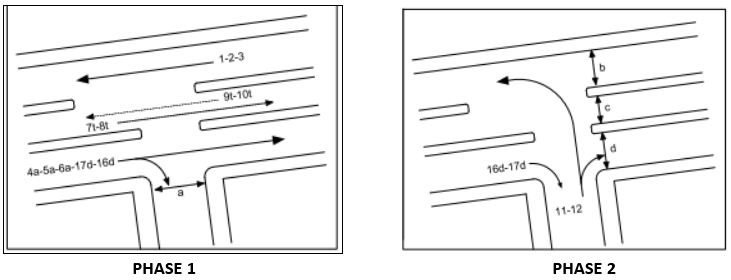 1-2-3
9t-10t
7t-8t
4a-5a-6a-17d-16d
a
PHASE 1
b
c
d
16d-17d
11-12
PHASE 2